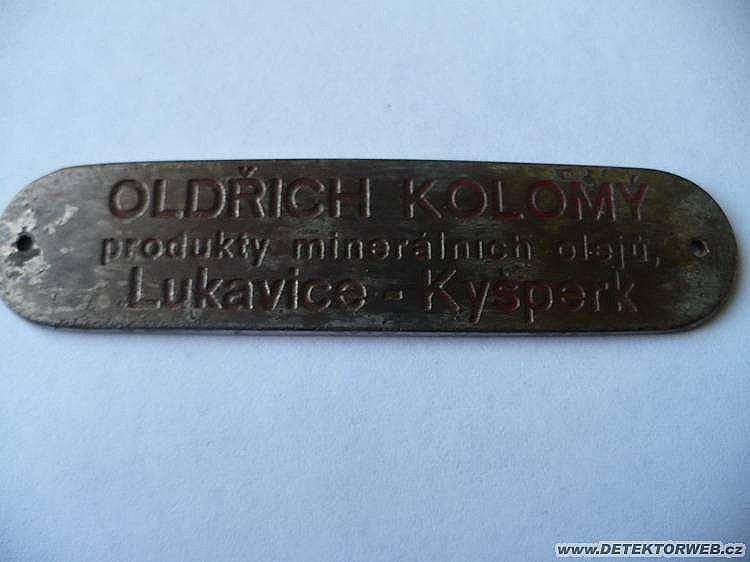 OLDŘICH KOLOMÝ
produkty minerálních olejů,
Lukavice - Kyšperk
www.DETEKTORWEB.cz